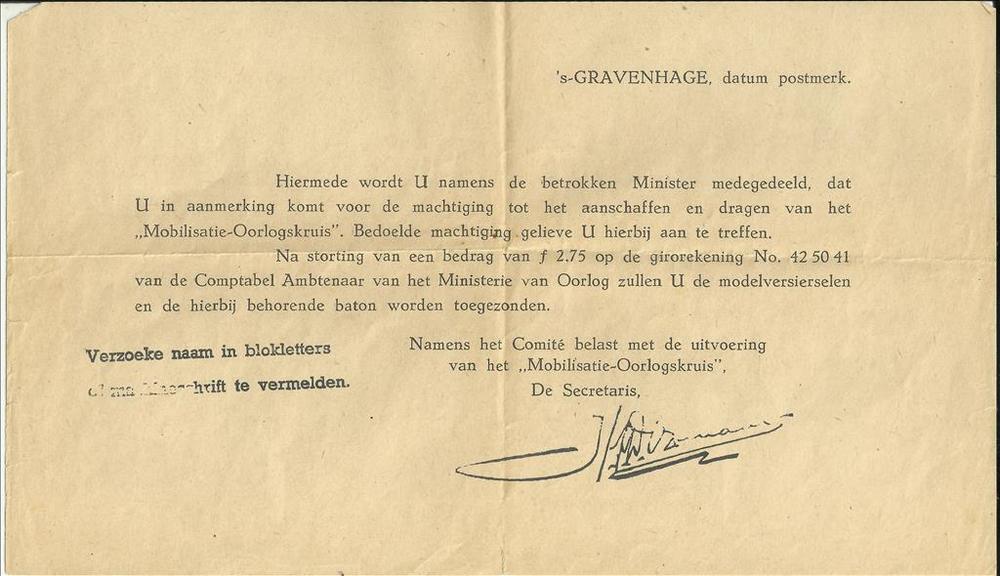 's-GRAVENHAGE, datum postmerk.
Hiermede wordt U namens de betrokken Minister medegedeeld, dat
U in aanmerking komt voor de machtiging tot het aanschaffen en dragen van het
„Mobilisatie-Oorlogskruis". Bedoelde machtiging gelieve U hierbij aan te treffen.
Na storting van een bedrag van ƒ 2.75 op de girorekening No. 42 50 41
van de Comptabel Ambtenaar van het Ministerie van Oorlog zullen U de modelversierselen
en de hierbij behorende baton worden toegezonden.
Verzoeke naam in blokletters
te vermelden.
Namens het Comité belast met de uitvoering
van het „Mobilisatie-Oorlogskruis",
De Secretaris,